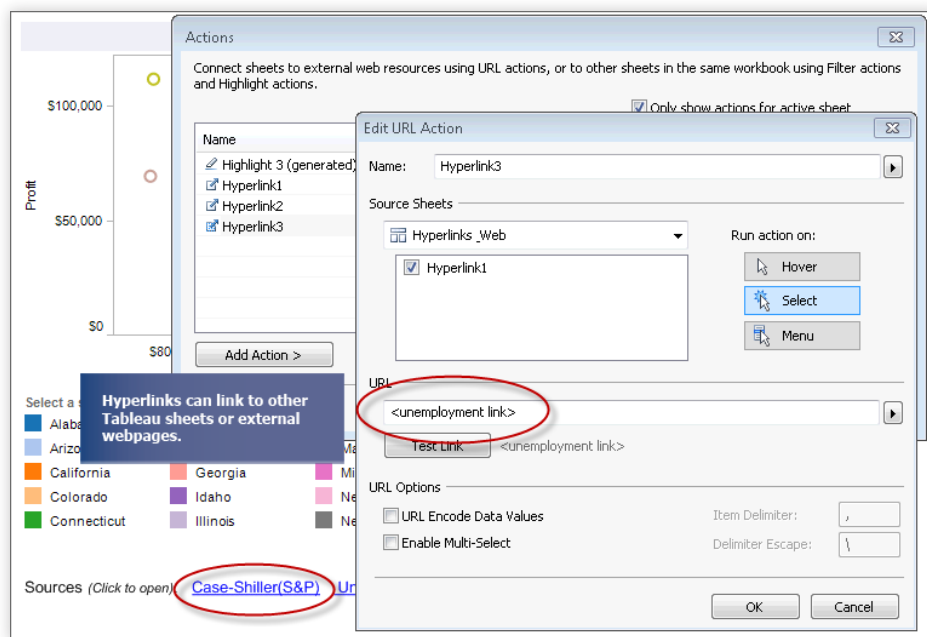 Actions
Connect sheets to external web resources using URL actions, or to other sheets in the same workbook using Filter actions
and Highlight actions.
Only show actions for active sheet
Name
Highlight 3 (generated)
Hyperlink1
Hyperlink2
Hyperlink3
Add Action >
Edit URL Action
Name: Hyperlink3
Source Sheets
Hyperlinks _Web
Hyperlink1
Run action on:
Hover
Select
Menu
URL
<unemployment link>
Test Link <unemployment link>
URL Options
URL Encode Data Values
Enable Multi-Select
Item Delimiter: ,
Delimiter Escape: \
OK Cancel
Profit
$100,000
$50,000
$0
$80
Hyperlinks can link to other
Tableau sheets or external
webpages.
Select a s
Alaba
Arizo
California Georgia Mi
Colorado Idaho Ne
Connecticut Illinois Ne
Sources (Click to open) Case-Shiller(S&P) Un